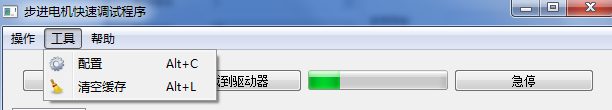 步进电机快速调试程序
操作 工具 帮助
配置 Alt+C
清空缓存 Alt+L
到驱动器 急停